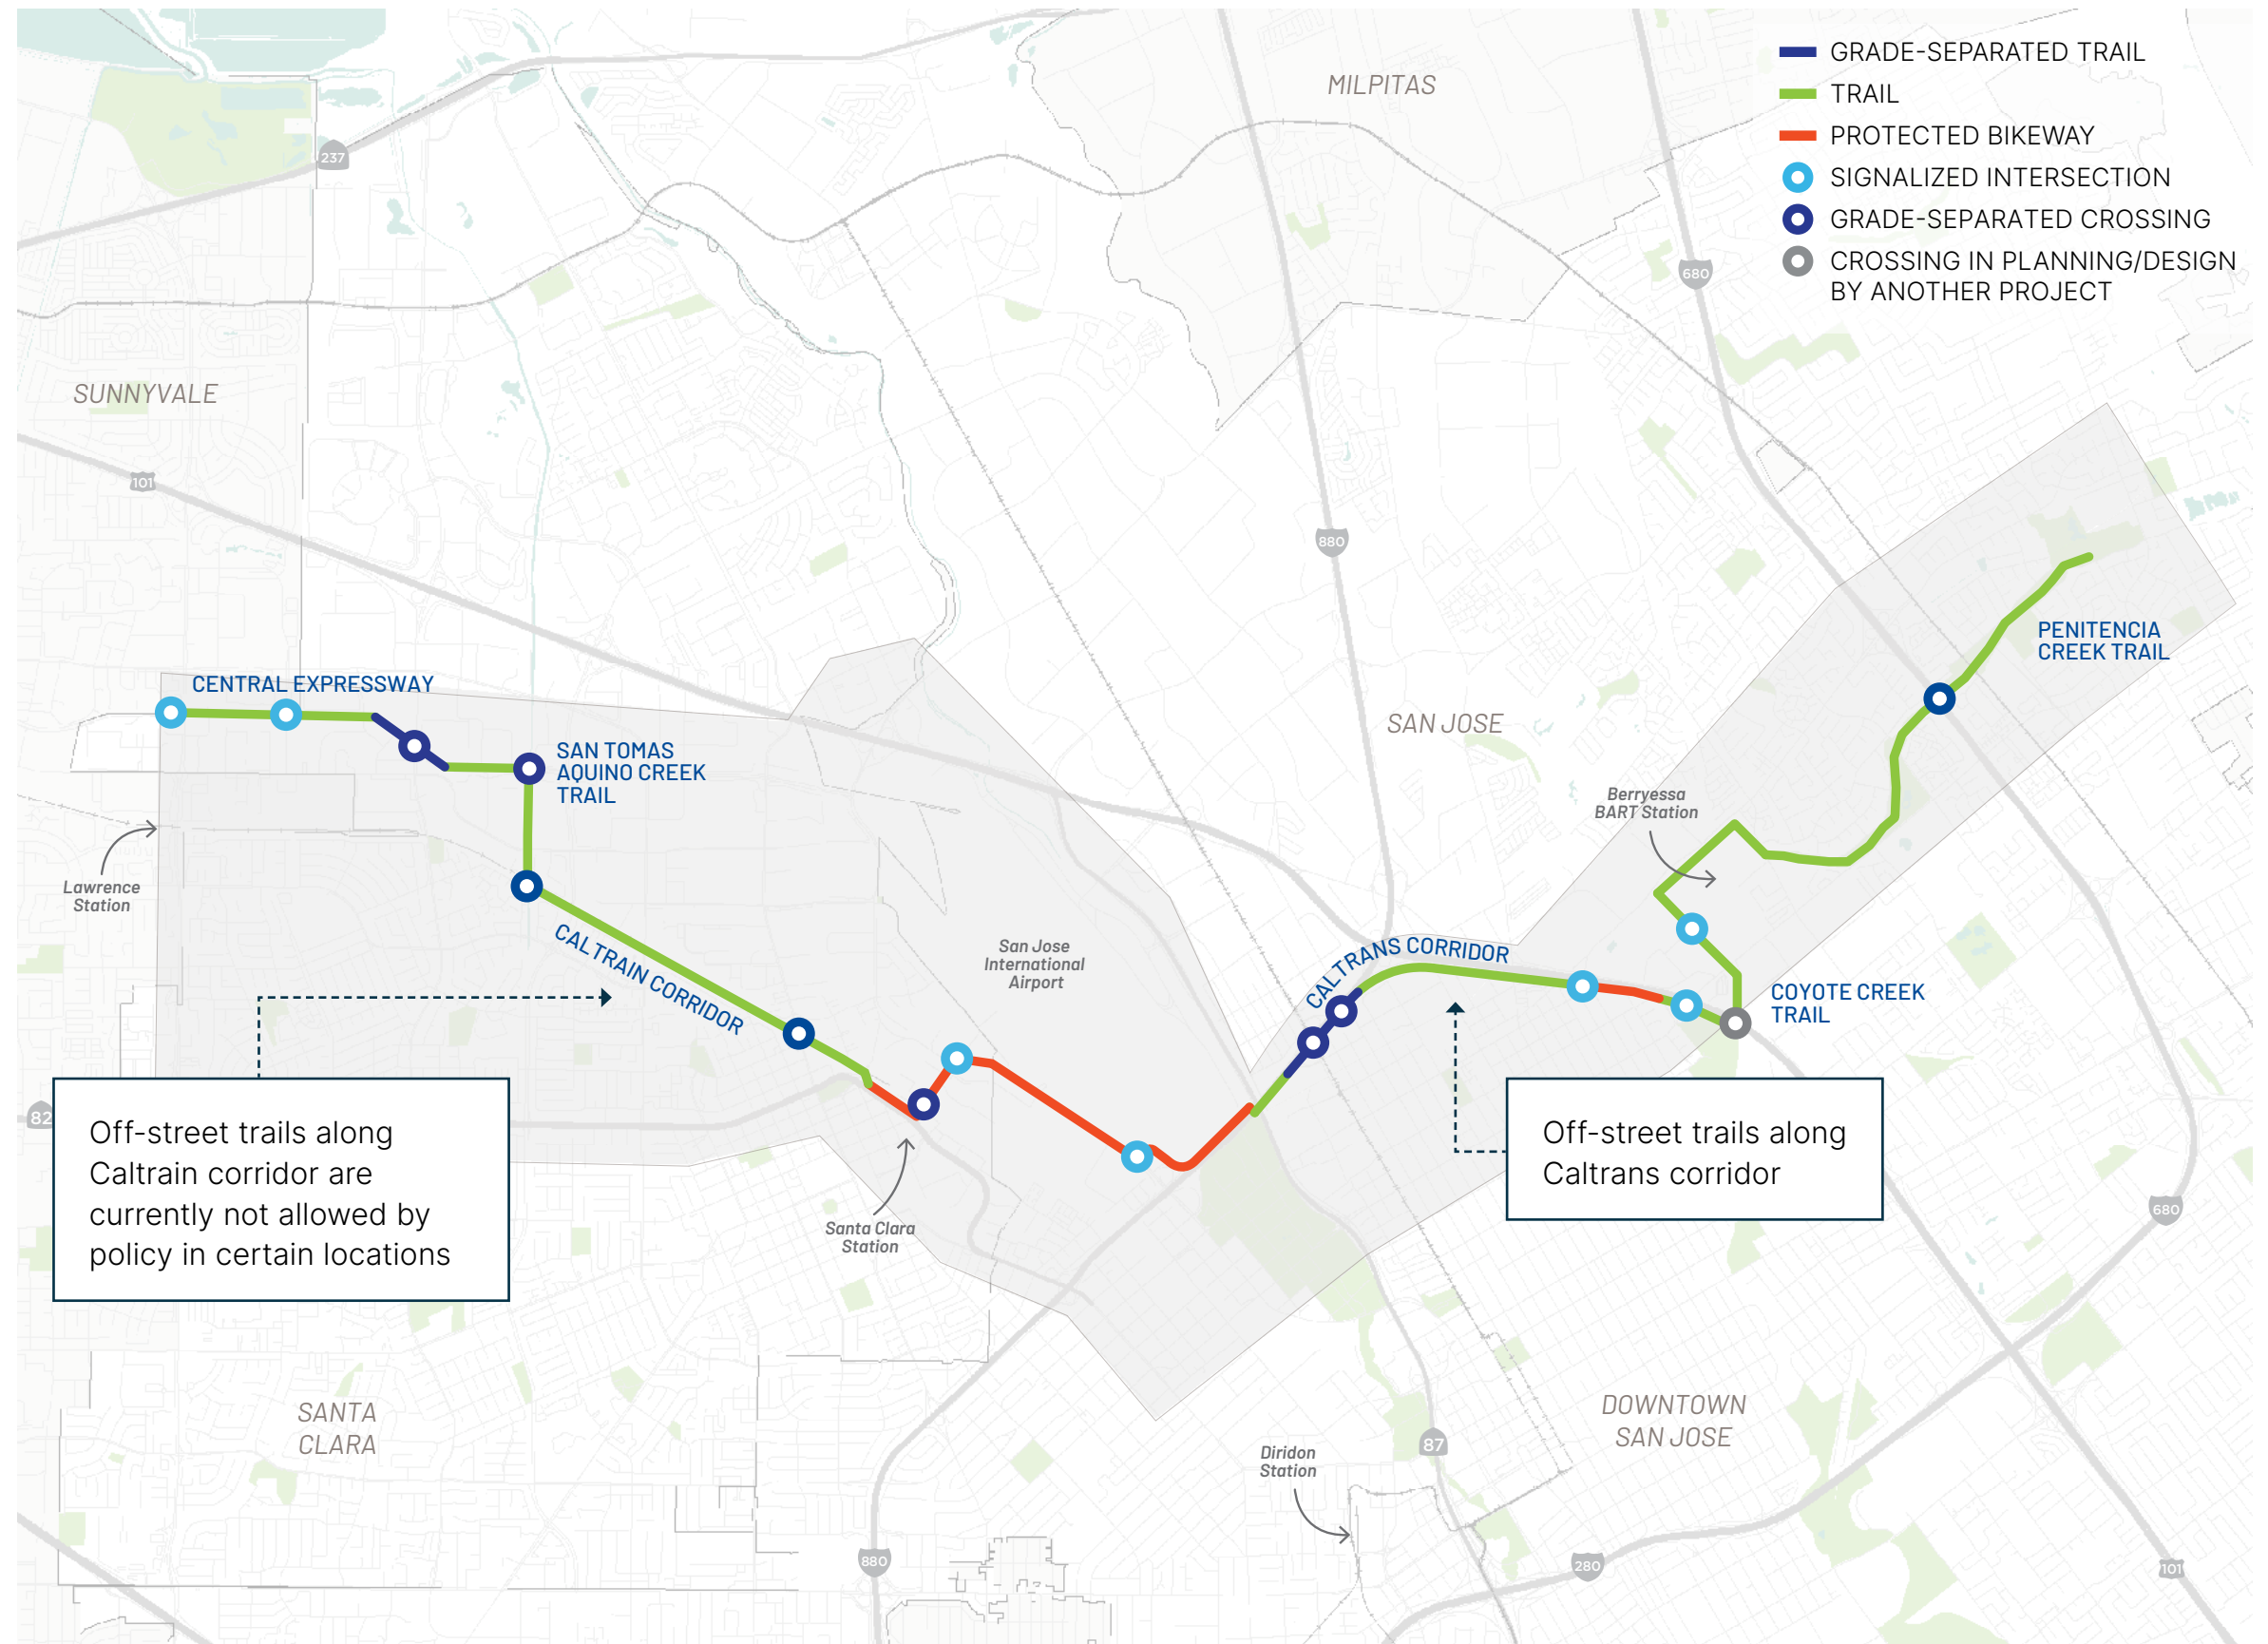 GRADE-SEPARATED TRAIL
TRAIL
PROTECTED BIKEWAY
SIGNALIZED INTERSECTION
GRADE-SEPARATED CROSSING
CROSSING IN PLANNING/DESIGN
BY ANOTHER PROJECT
MILPITAS
237
680
SUNNYVALE
101
880
PENITENCIA
CREEK TRAIL
CENTRAL EXPRESSWAY
SAN JOSE
SAN TOMAS
AQUINO CREEK
TRAIL
Berryessa
BART Station
Lawrence
Station
CALTRAIN CORRIDOR
San Jose
International
Airport
CALTRANS CORRIDOR
COYOTE CREEK
TRAIL
82
Off-street trails along
Caltrain corridor are
currently not allowed by
policy in certain locations
Off-street trails along
Caltrans corridor
Santa Clara
Station
680
SANTA
CLARA
DOWNTOWN
SAN JOSE
87
Diridon
Station
880
280
101